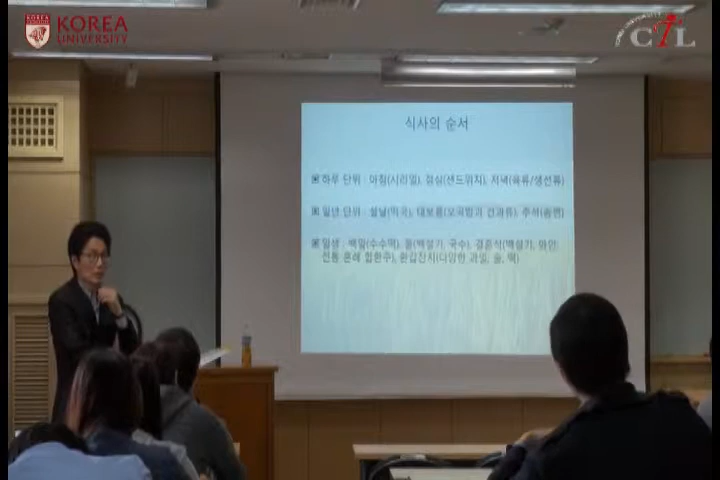 KOREA
UNIVERSITY
CTL
식사의 순서
하루 단위 : 아침(시리얼), 점심(샌드위치), 저녁(육류/생선류)
일년 단위 : 설날(떡국), 대보름(오곡밥과 견과류), 추석(송편)
일생 : 백일(수수떡), 돌(백설기, 국수), 결혼식(백설기, 와인
전통 혼례 합환주), 환갑잔치(다양한 과일, 술, 떡)